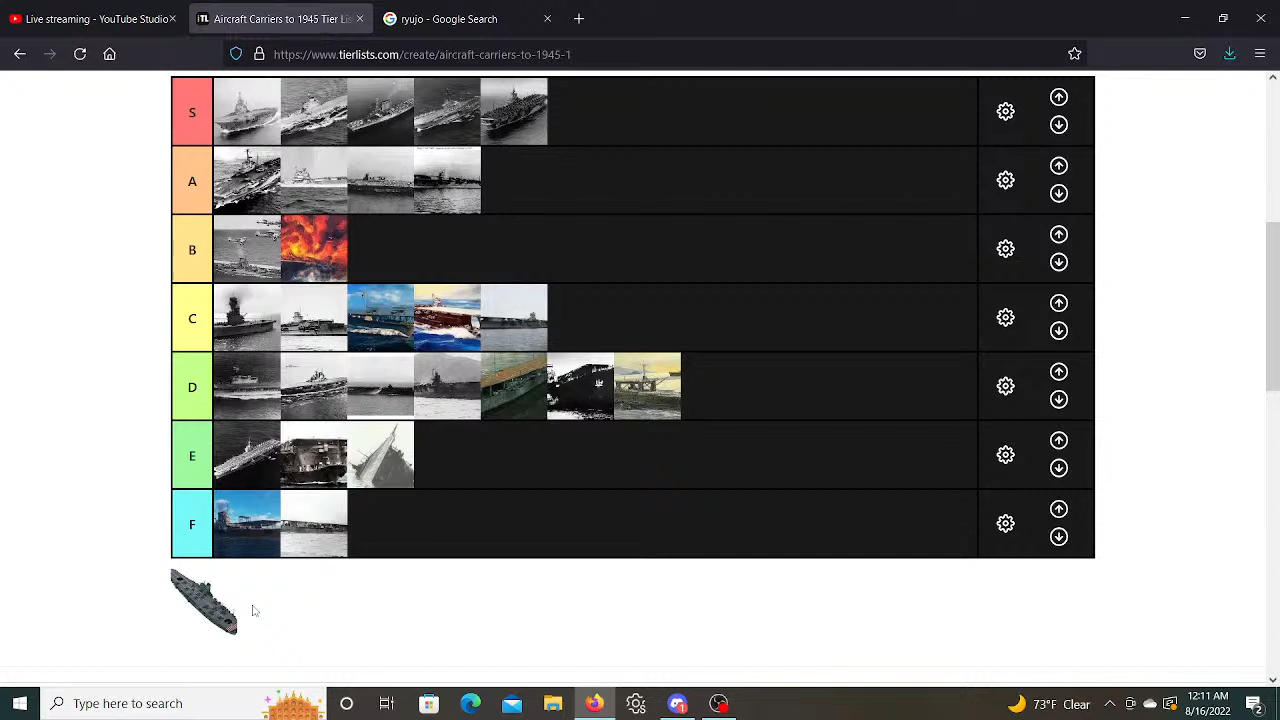 Live streaming - YouTube Studio
Aircraft Carriers to 1945 Tier Lis
ryujo - Google Search
https://www.tierlists.com/create/aircraft-carriers-to-1945-1
S
A
B
C
D
E
F
Type here to search
73°F Clear
12:11 AM
8/16/2022